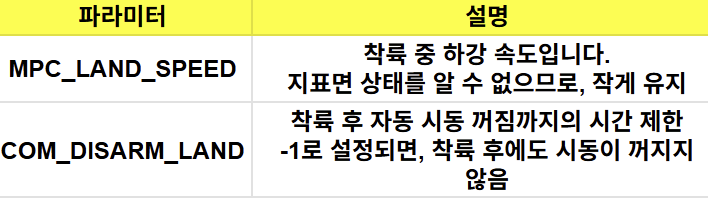 파라미터 설명
MPC_LAND_SPEED
착륙 중 하강 속도입니다.
지표면 상태를 알 수 없으므로, 작게 유지
COM_DISARM_LAND
착륙 후 자동 시동 꺼짐까지의 시간 제한
-1로 설정되면, 착륙 후에도 시동이 꺼지지
않음